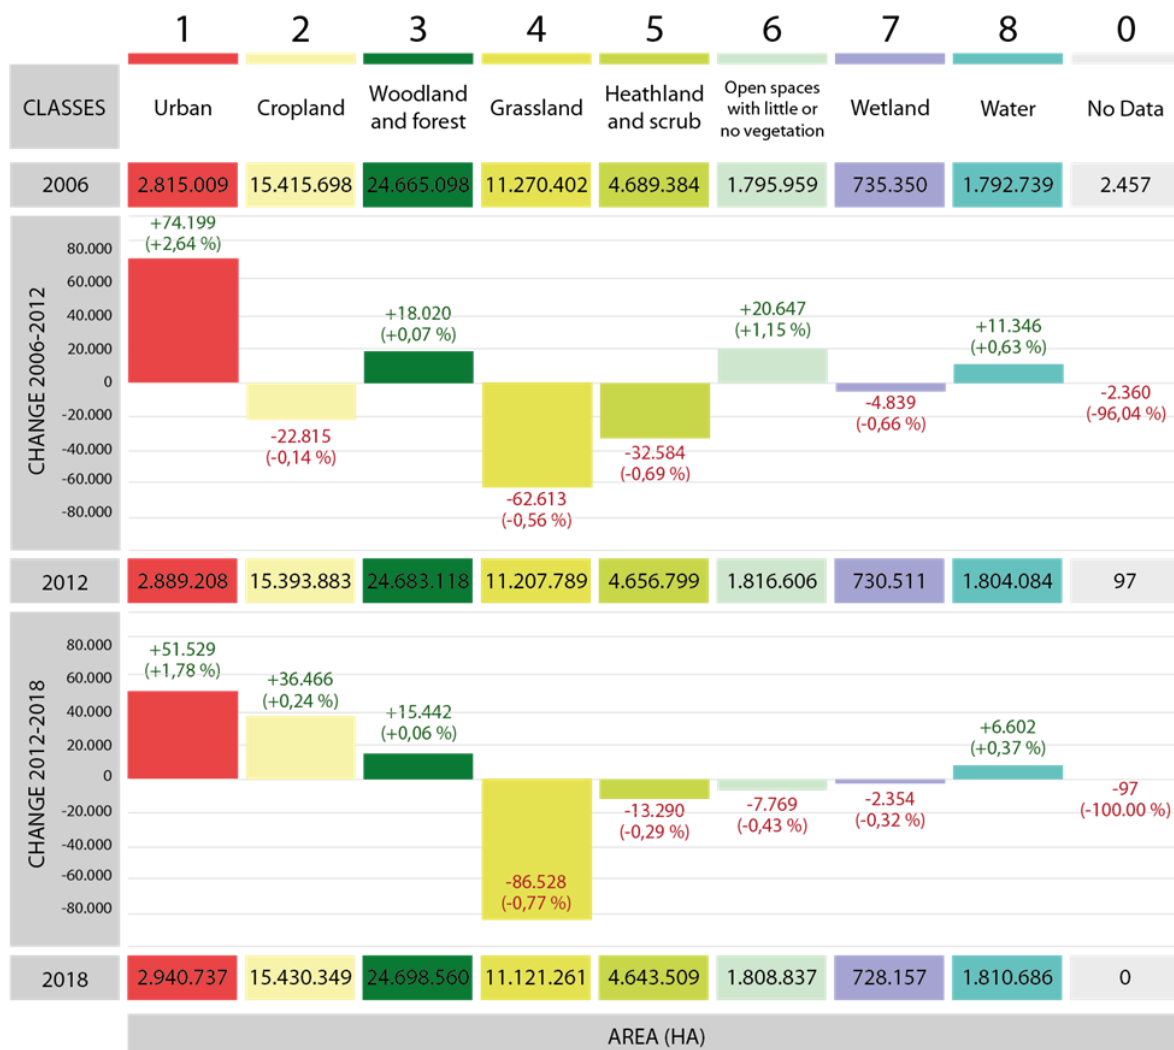 1 2 3 4 5 6 7 8 0
CLASSES
Urban
Cropland
Woodland
and forest
Grassland
Heathland
and scrub
Open spaces
with little or
no vegetation
Wetland
Water
No Data
2006 2.815.009 15.415.698 24.665.098 11.270.402 4.689.384 1.795.959 735.350 1.792.739 2.457
CHANGE 2006-2012
80.000
60.000
40.000
20.000
0
-20.000
-40.000
-60.000
-80.000
+74.199
(+2,64 %)
-22.815
(-0,14 %)
+18.020
(+0,07 %)
-62.613
(-0,56 %)
-32.584
(-0,69 %)
+20.647
(+1,15 %)
-4.839
(-0,66 %)
+11.346
(+0,63 %)
-2.360
(-96,04 %)
2012 2.889.208 15.393.883 24.683.118 11.207.789 4.656.799 1.816.606 730.511 1.804.084 97
CHANGE 2012-2018
80.000
60.000
40.000
20.000
0
-20.000
-40.000
-60.000
-80.000
+51.529
(+1,78 %)
+36.466
(+0,24 %)
+15.442
(+0,06 %)
-86.528
(-0,77 %)
-13.290
(-0,29 %)
-7.769
(-0,43 %)
-2.354
(-0,32 %)
+6.602
(+0,37 %)
-97
(-100.00 %)
2018 2.940.737 15.430.349 24.698.560 11.121.261 4.643.509 1.808.837 728.157 1.810.686 0
AREA (HA)